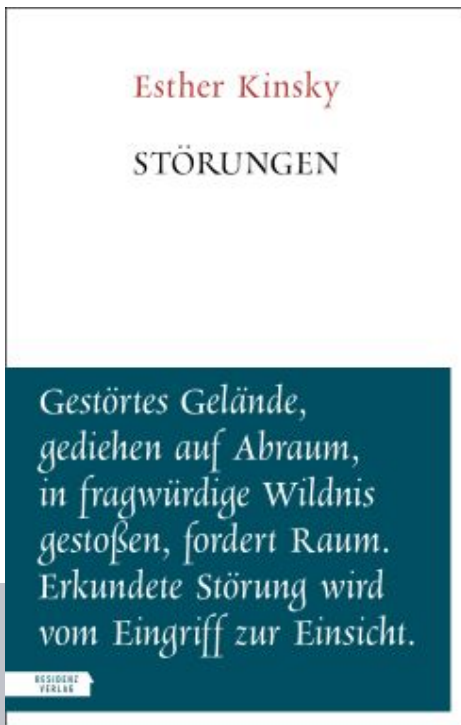 Esther Kinsky
STÖRUNGEN
Gestörtes Gelände,
gediehen auf Abraum,
in fragwürdige Wildnis
gestoßen, fordert Raum.
Erkundete Störung wird
vom Eingriff zur Einsicht.
RESIDENZ
VERLAG